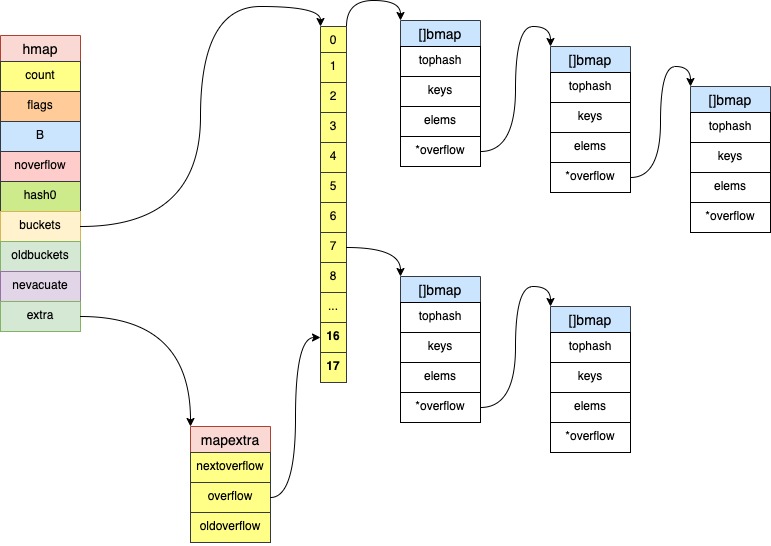 hmap
count
flags
B
noverflow
hash0
buckets
oldbuckets
nevacuate
extra
mapextra
nextoverflow
overflow
oldoverflow
0
1
2
3
4
5
6
7
8
...
16
17
[]bmap
tophash
keys
elems
*overflow
[]bmap
tophash
keys
elems
*overflow
[]bmap
tophash
keys
elems
*overflow
[]bmap
tophash
keys
elems
*overflow
[]bmap
tophash
keys
elems
*overflow